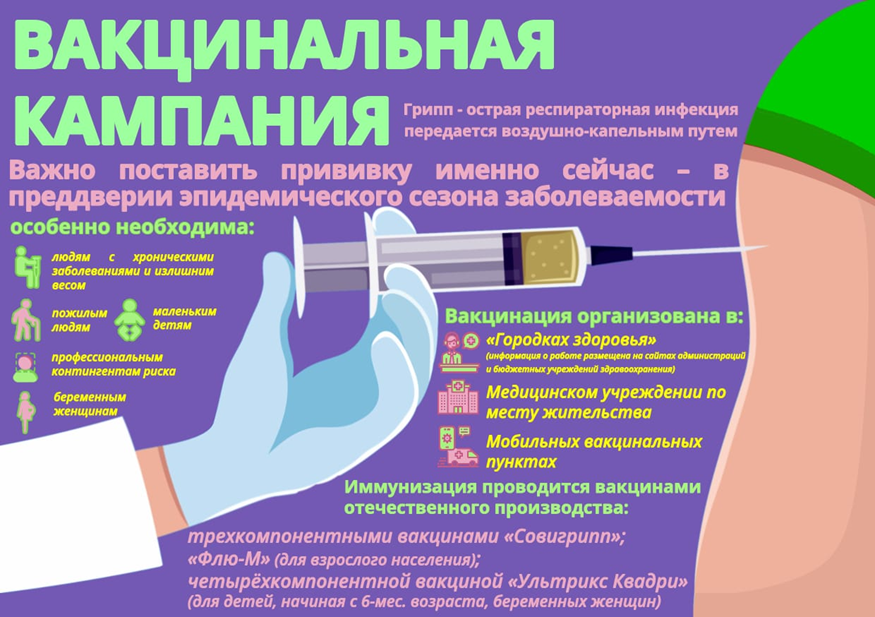 ВАКЦИНАЛЬНАЯ
КАМПАНИЯ
Грипп - острая респираторная инфекция
передается воздушно-капельным путем
Важно поставить прививку именно сейчас – в
преддверии эпидемического сезона заболеваемости
особенно необходима:
людям с хроническими
заболеваниями и излишним
весом
пожилым
людям
маленьким
детям
профессиональным
контингентам риска
беременным
женщинам
Вакцинация организована в:
«Городках здоровья»
(информация о работе размещена на сайтах администраций
и бюджетных учреждений здравоохранения)
Медицинском учреждении по
месту жительства
Мобильных вакцинальных
пунктах
Иммунизация проводится вакцинами
отечественного производства:
трехкомпонентными вакцинами «Совигрипп»;
«Флю-М» (для взрослого населения);
четырёхкомпонентной вакциной «Ультрикс Квадри»
(для детей, начиная с 6-мес. возраста, беременных женщин)